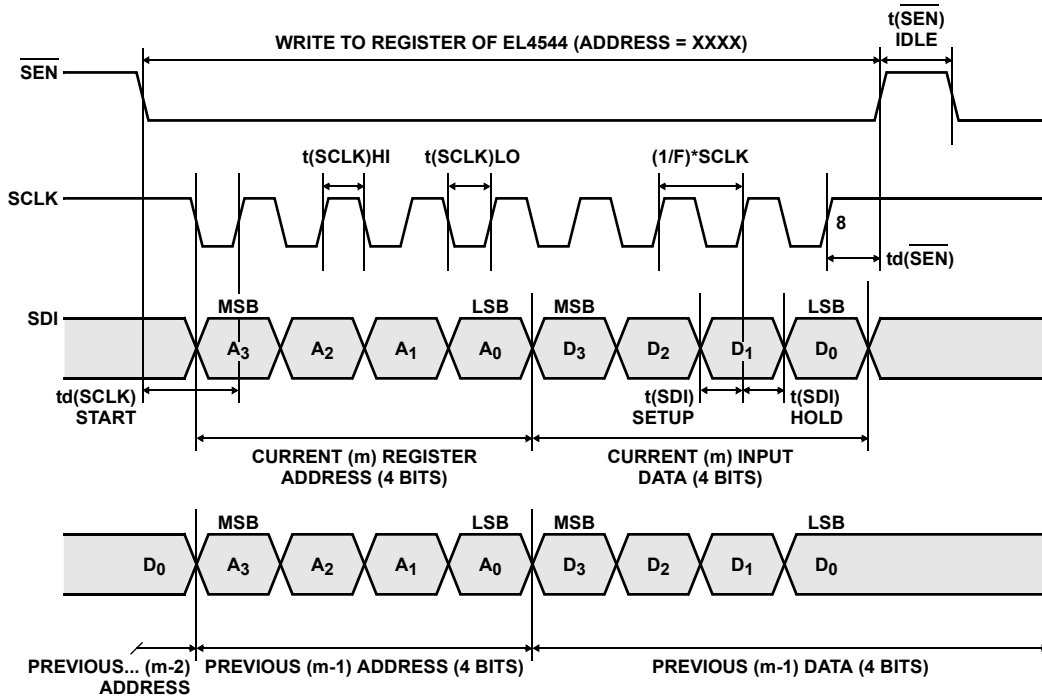 t(SEN)
IDLE
WRITE TO REGISTER OF EL4544 (ADDRESS = XXXX)
SEN
t(SCLK)HI
t(SCLK)LO
(1/F)*SCLK
SCLK
8
td(SEN)
MSB
LSB
MSB
LSB
SDI
A3
A2
A1
A0
D3
D2
D1
D0
td(SCLK)
START
t(SDI)
SETUP
t(SDI)
HOLD
CURRENT (m) REGISTER
ADDRESS (4 BITS)
CURRENT (m) INPUT
DATA (4 BITS)
MSB
LSB
MSB
LSB
D0
A3
A2
A1
A0
D3
D2
D1
D0
PREVIOUS... (m-2)
ADDRESS
PREVIOUS (m-1) ADDRESS (4 BITS)
PREVIOUS (m-1) DATA (4 BITS)